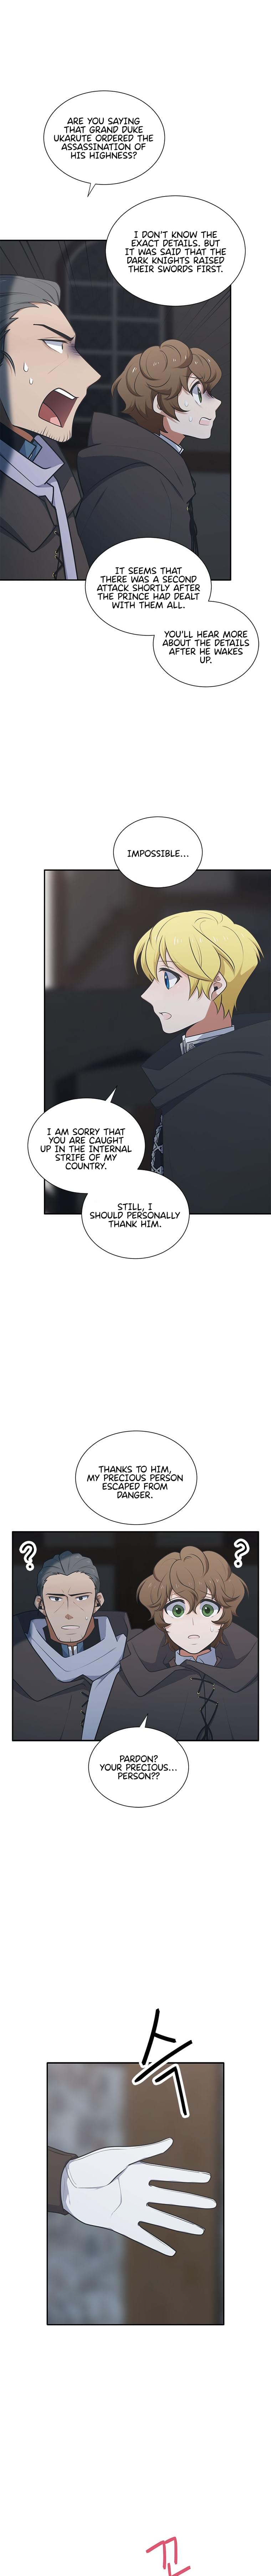 ARE YOU SAYING
THAT GRAND DUKE
UKARUTE ORDERED THE
ASSASSINATION OF
HIS HIGHNESS?
I DON'T KNOW THE
EXACT DETAILS. BUT
IT WAS SAID THAT THE
DARK KNIGHTS RAISED
THEIR SWORDS FIRST.
IT SEEMS THAT
THERE WAS A SECOND
ATTACK SHORTLY AFTER
THE PRINCE HAD DEALT
WITH THEM ALL.
YOU'LL HEAR MORE
ABOUT THE DETAILS
AFTER HE WAKES
UP.
IMPOSSIBLE...
I AM SORRY THAT
YOU ARE CAUGHT
UP IN THE INTERNAL
STRIFE OF MY
COUNTRY.
STILL, I
SHOULD PERSONALLY
THANK HIM.
THANKS TO HIM,
MY PRECIOUS PERSON
ESCAPED FROM
DANGER.
? ?
PARDON?
YOUR PRECIOUS...
PERSON??
슥